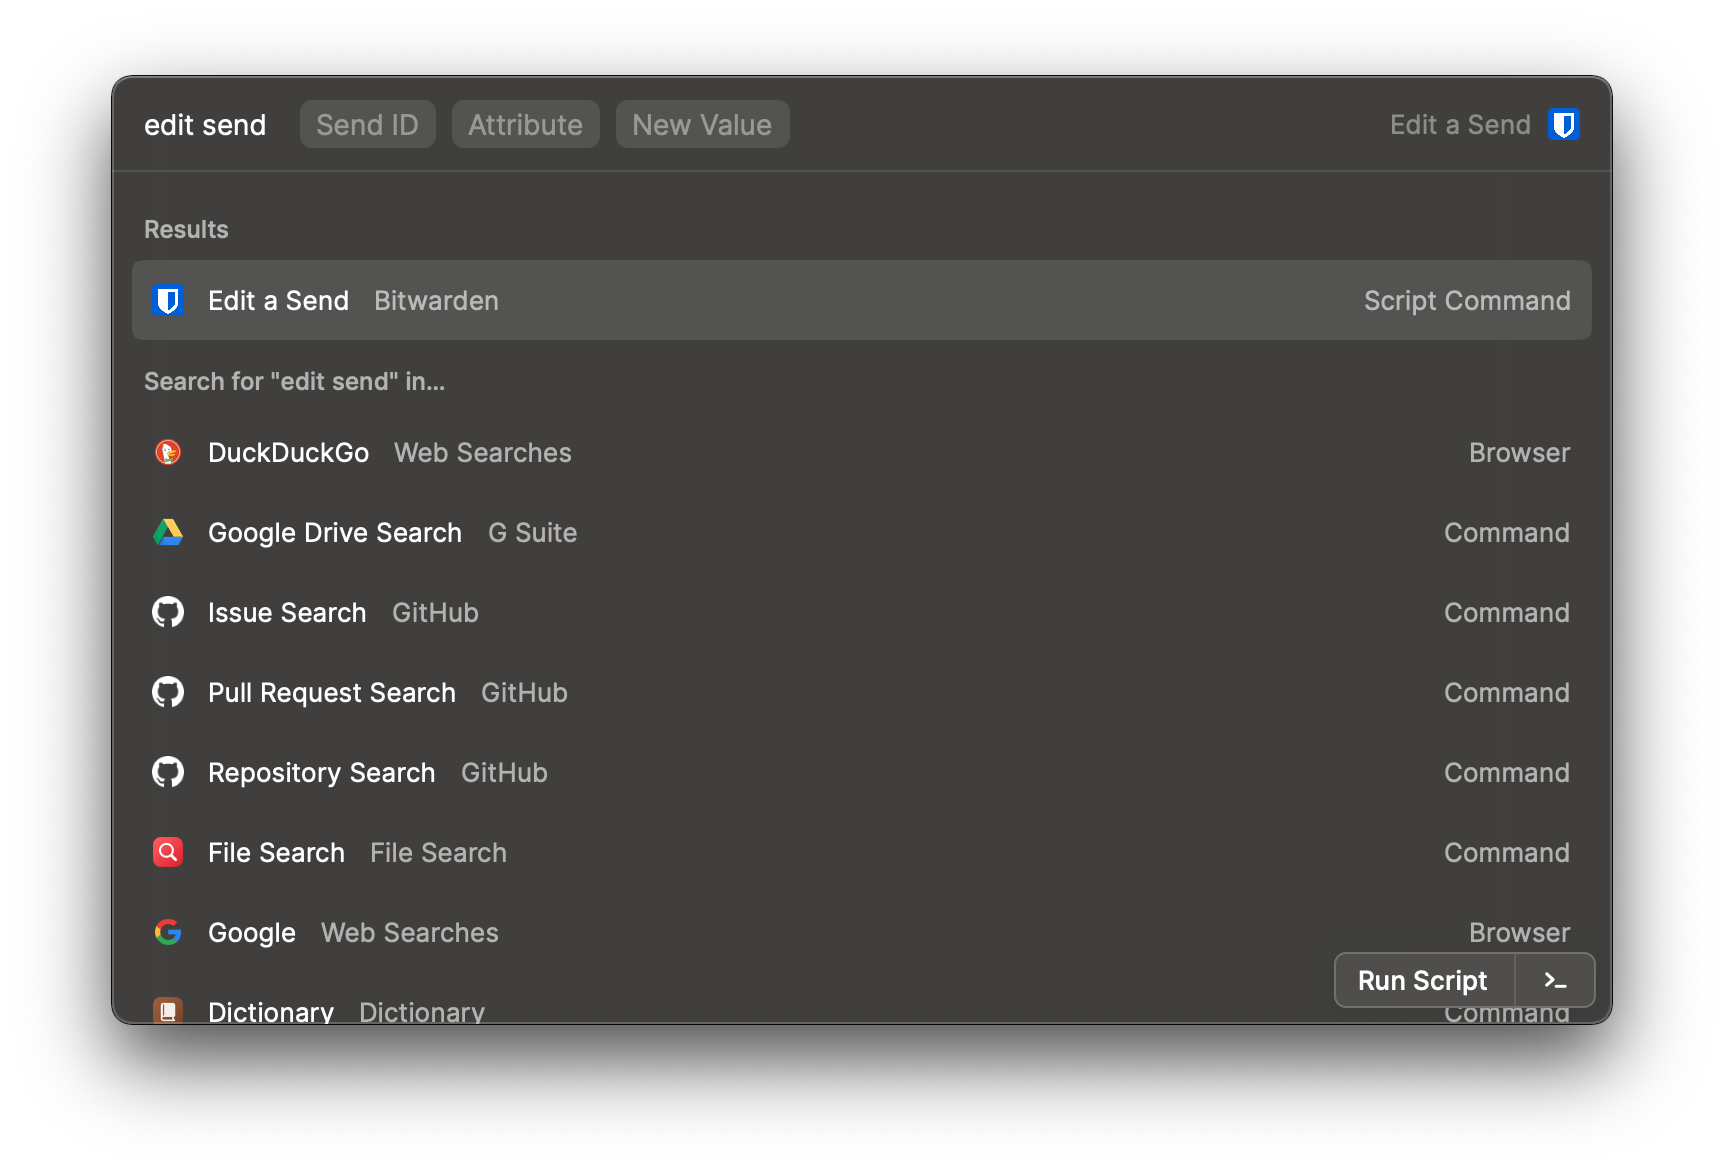 edit send Send ID Attribute New Value Edit a Send
Results
Edit a Send Bitwarden Script Command
Search for "edit send" in...
DuckDuckGo Web Searches Browser
Google Drive Search G Suite Command
Issue Search GitHub Command
Pull Request Search GitHub Command
Repository Search GitHub Command
File Search File Search Command
Google Web Searches Browser
Run Script >_
Dictionary Dictionary Command